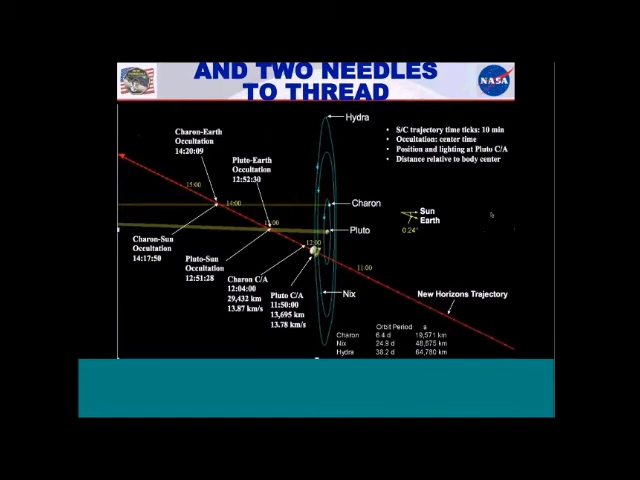 AND TWO NEEDLES
TO THREAD
NASA
Hydra
Charon-Earth
Occultation
14:20:09
• S/C trajectory time ticks: 10 min
• Occultation: center time
• Position and lighting at Pluto C/A
• Distance relative to body center
Pluto-Earth
Occultation
12:52:30
15:00
14:00
Charon
Sun
Earth
0.24°
13:00
Pluto
Charon-Sun
Occultation
14:17:50
12:00
Pluto-Sun
Occultation
12:51:28
11:00
Charon C/A
12:04:00
29,432 km
13.87 km/s
Pluto C/A
11:50:00
13,695 km
13.78 km/s
Nix
New Horizons Trajectory
Orbit Period a
Charon 6.4 d 19,571 km
Nix 24.9 d 48,675 km
Hydra 38.2 d 64,780 km